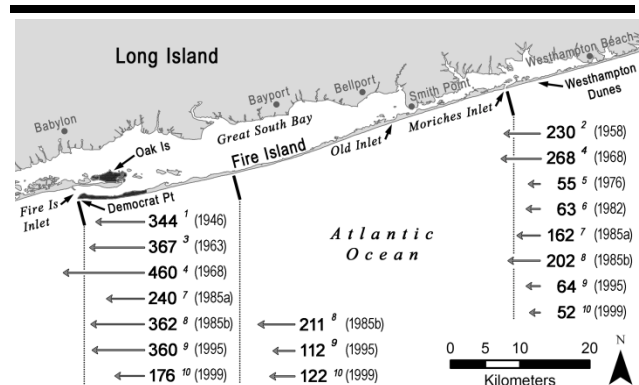 Long Island
Westhampton Beach
Bellport
Bayport
Smith Point
Westhampton
Dunes
Babylon
Great South Bay
Moriches Inlet
Old Inlet
Oak Is
Fire Island
Fire Is
Inlet
Democrat Pt
Atlantic
Ocean
344 1 (1946)
367 3 (1963)
460 4 (1968)
240 7 (1985a)
362 8 (1985b)
360 9 (1995)
176 10 (1999)
211 8 (1985b)
112 9 (1995)
122 10 (1999)
230 2 (1958)
268 4 (1968)
55 5 (1976)
63 6 (1982)
162 7 (1985a)
202 8 (1985b)
64 9 (1995)
52 10 (1999)
N
0 5 10 20
Kilometers